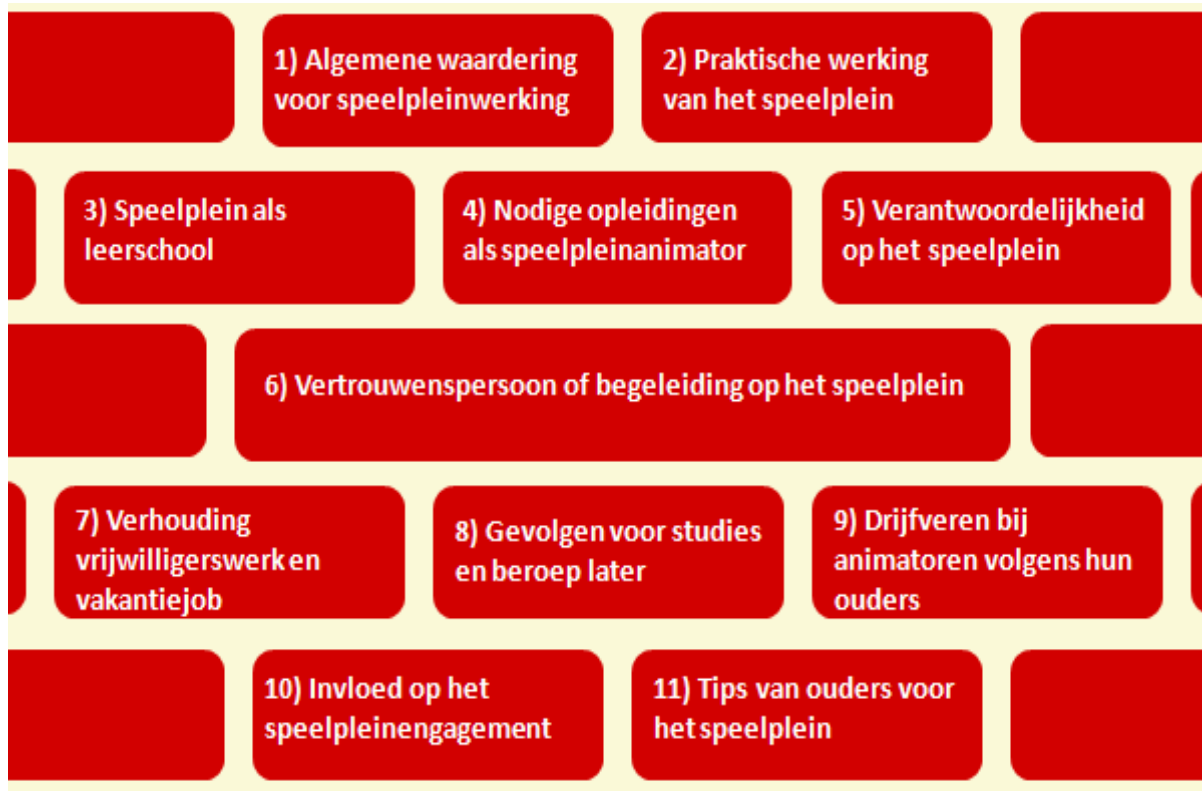 1) Algemene waardering
voor speelpleinwerking
2) Praktische werking
van het speelplein
3) Speelplein als
leerschool
4) Nodige opleidingen
als speelpleinanimator
5) Verantwoordelijkheid
op het speelplein
6) Vertrouwenspersoon of begeleiding op het speelplein
7) Verhouding
vrijwilligerswerk en
vakantiejob
8) Gevolgen voor studies
en beroep later
9) Drijfveren bij
animatoren volgens hun
ouders
10) Invloed op het
speelpleinengagement
11) Tips van ouders voor
het speelplein